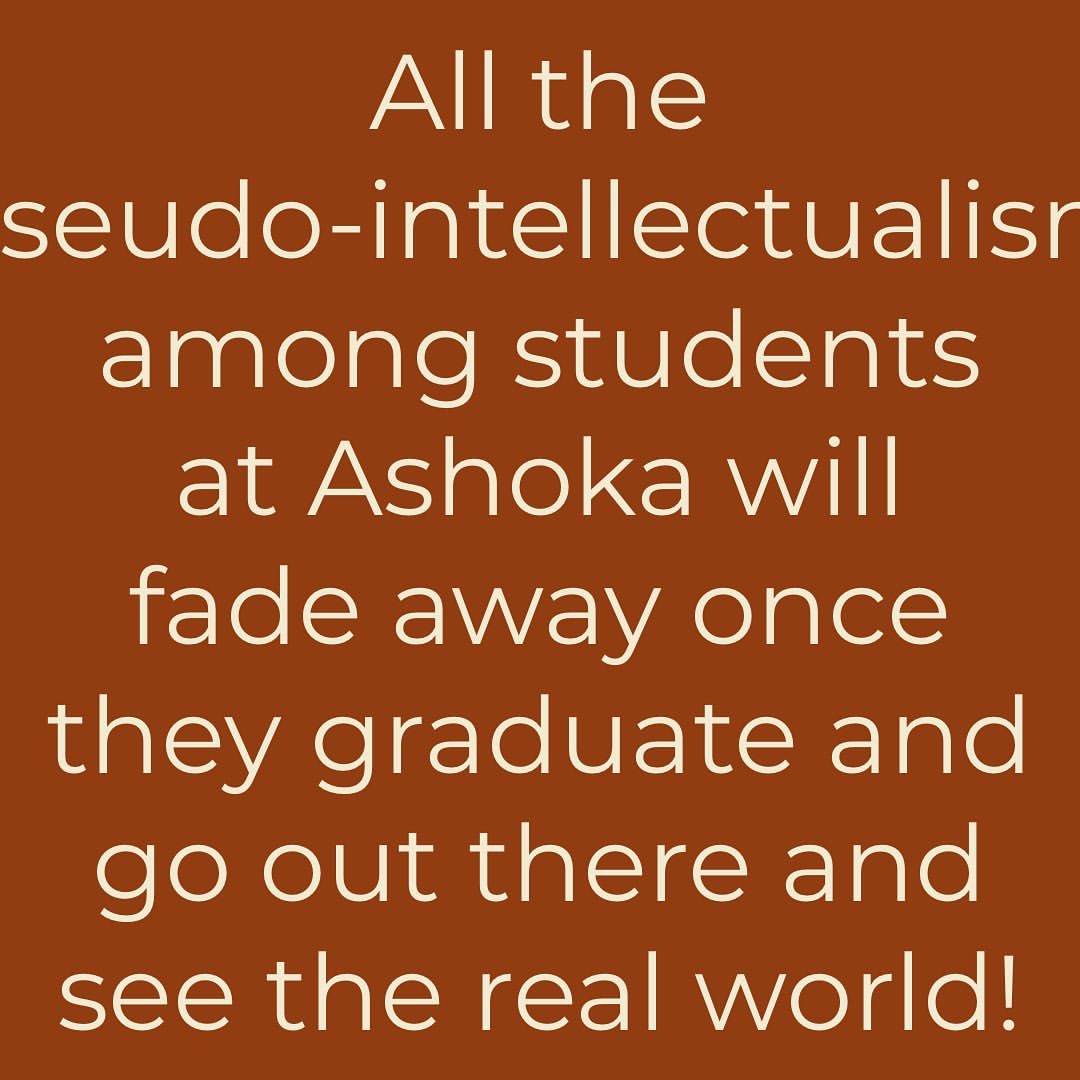 All the
seudo-intellectualism
among students
at Ashoka will
fade away once
they graduate and
go out there and
see the real world!